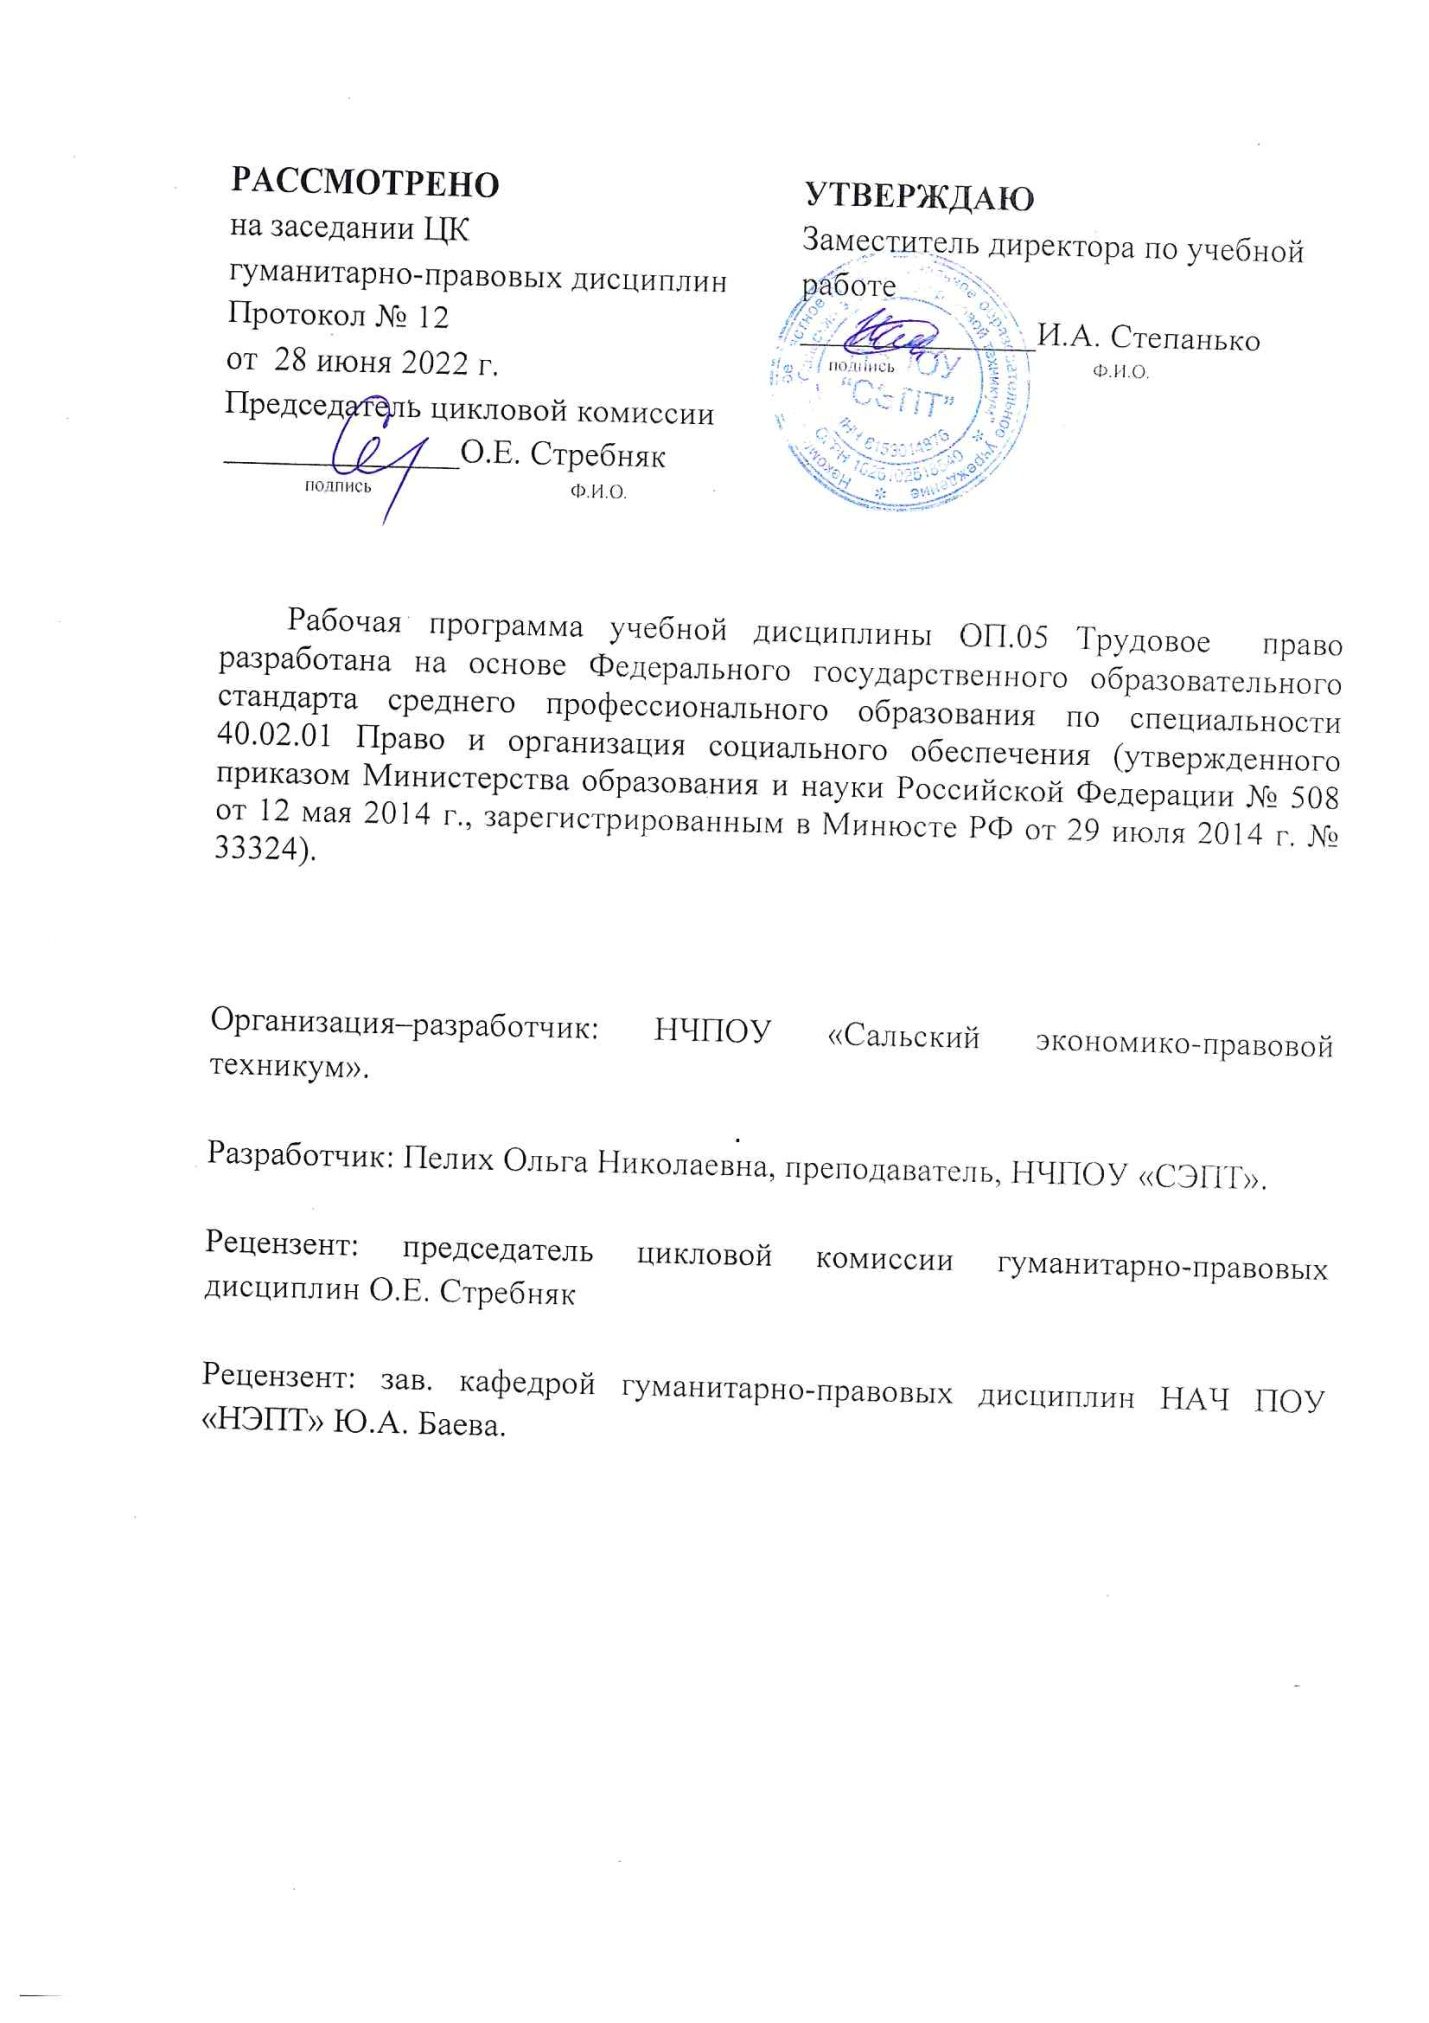 РАССМОТРЕНО
на заседании ЦК
гуманитарно-правовых дисциплин
Протокол № 12
от 28 июня 2022 г.
Председатель цикловой комиссии
О.Е. Стребняк
подпись Ф.И.О.
УТВЕРЖДАЮ
Заместитель директора по учебной
работе
И.А. Степанько
подпись Ф.И.О.
"СЭПТ"
Рабочая программа учебной дисциплины ОП.05 Трудовое право
разработана на основе Федерального государственного образовательного
стандарта среднего профессионального образования по специальности
40.02.01 Право и организация социального обеспечения (утвержденного
приказом Министерства образования и науки Российской Федерации № 508
от 12 мая 2014 г., зарегистрированным в Минюсте РФ от 29 июля 2014 г. №
33324).
Организация–разработчик: НЧПОУ «Сальский экономико-правовой
техникум».
Разработчик: Пелих Ольга Николаевна, преподаватель, НЧПОУ «СЭПТ».
Рецензент: председатель цикловой комиссии гуманитарно-правовых
дисциплин О.Е. Стребняк
Рецензент: зав. кафедрой гуманитарно-правовых дисциплин НАЧ ПОУ
«НЭПТ» Ю.А. Баева.